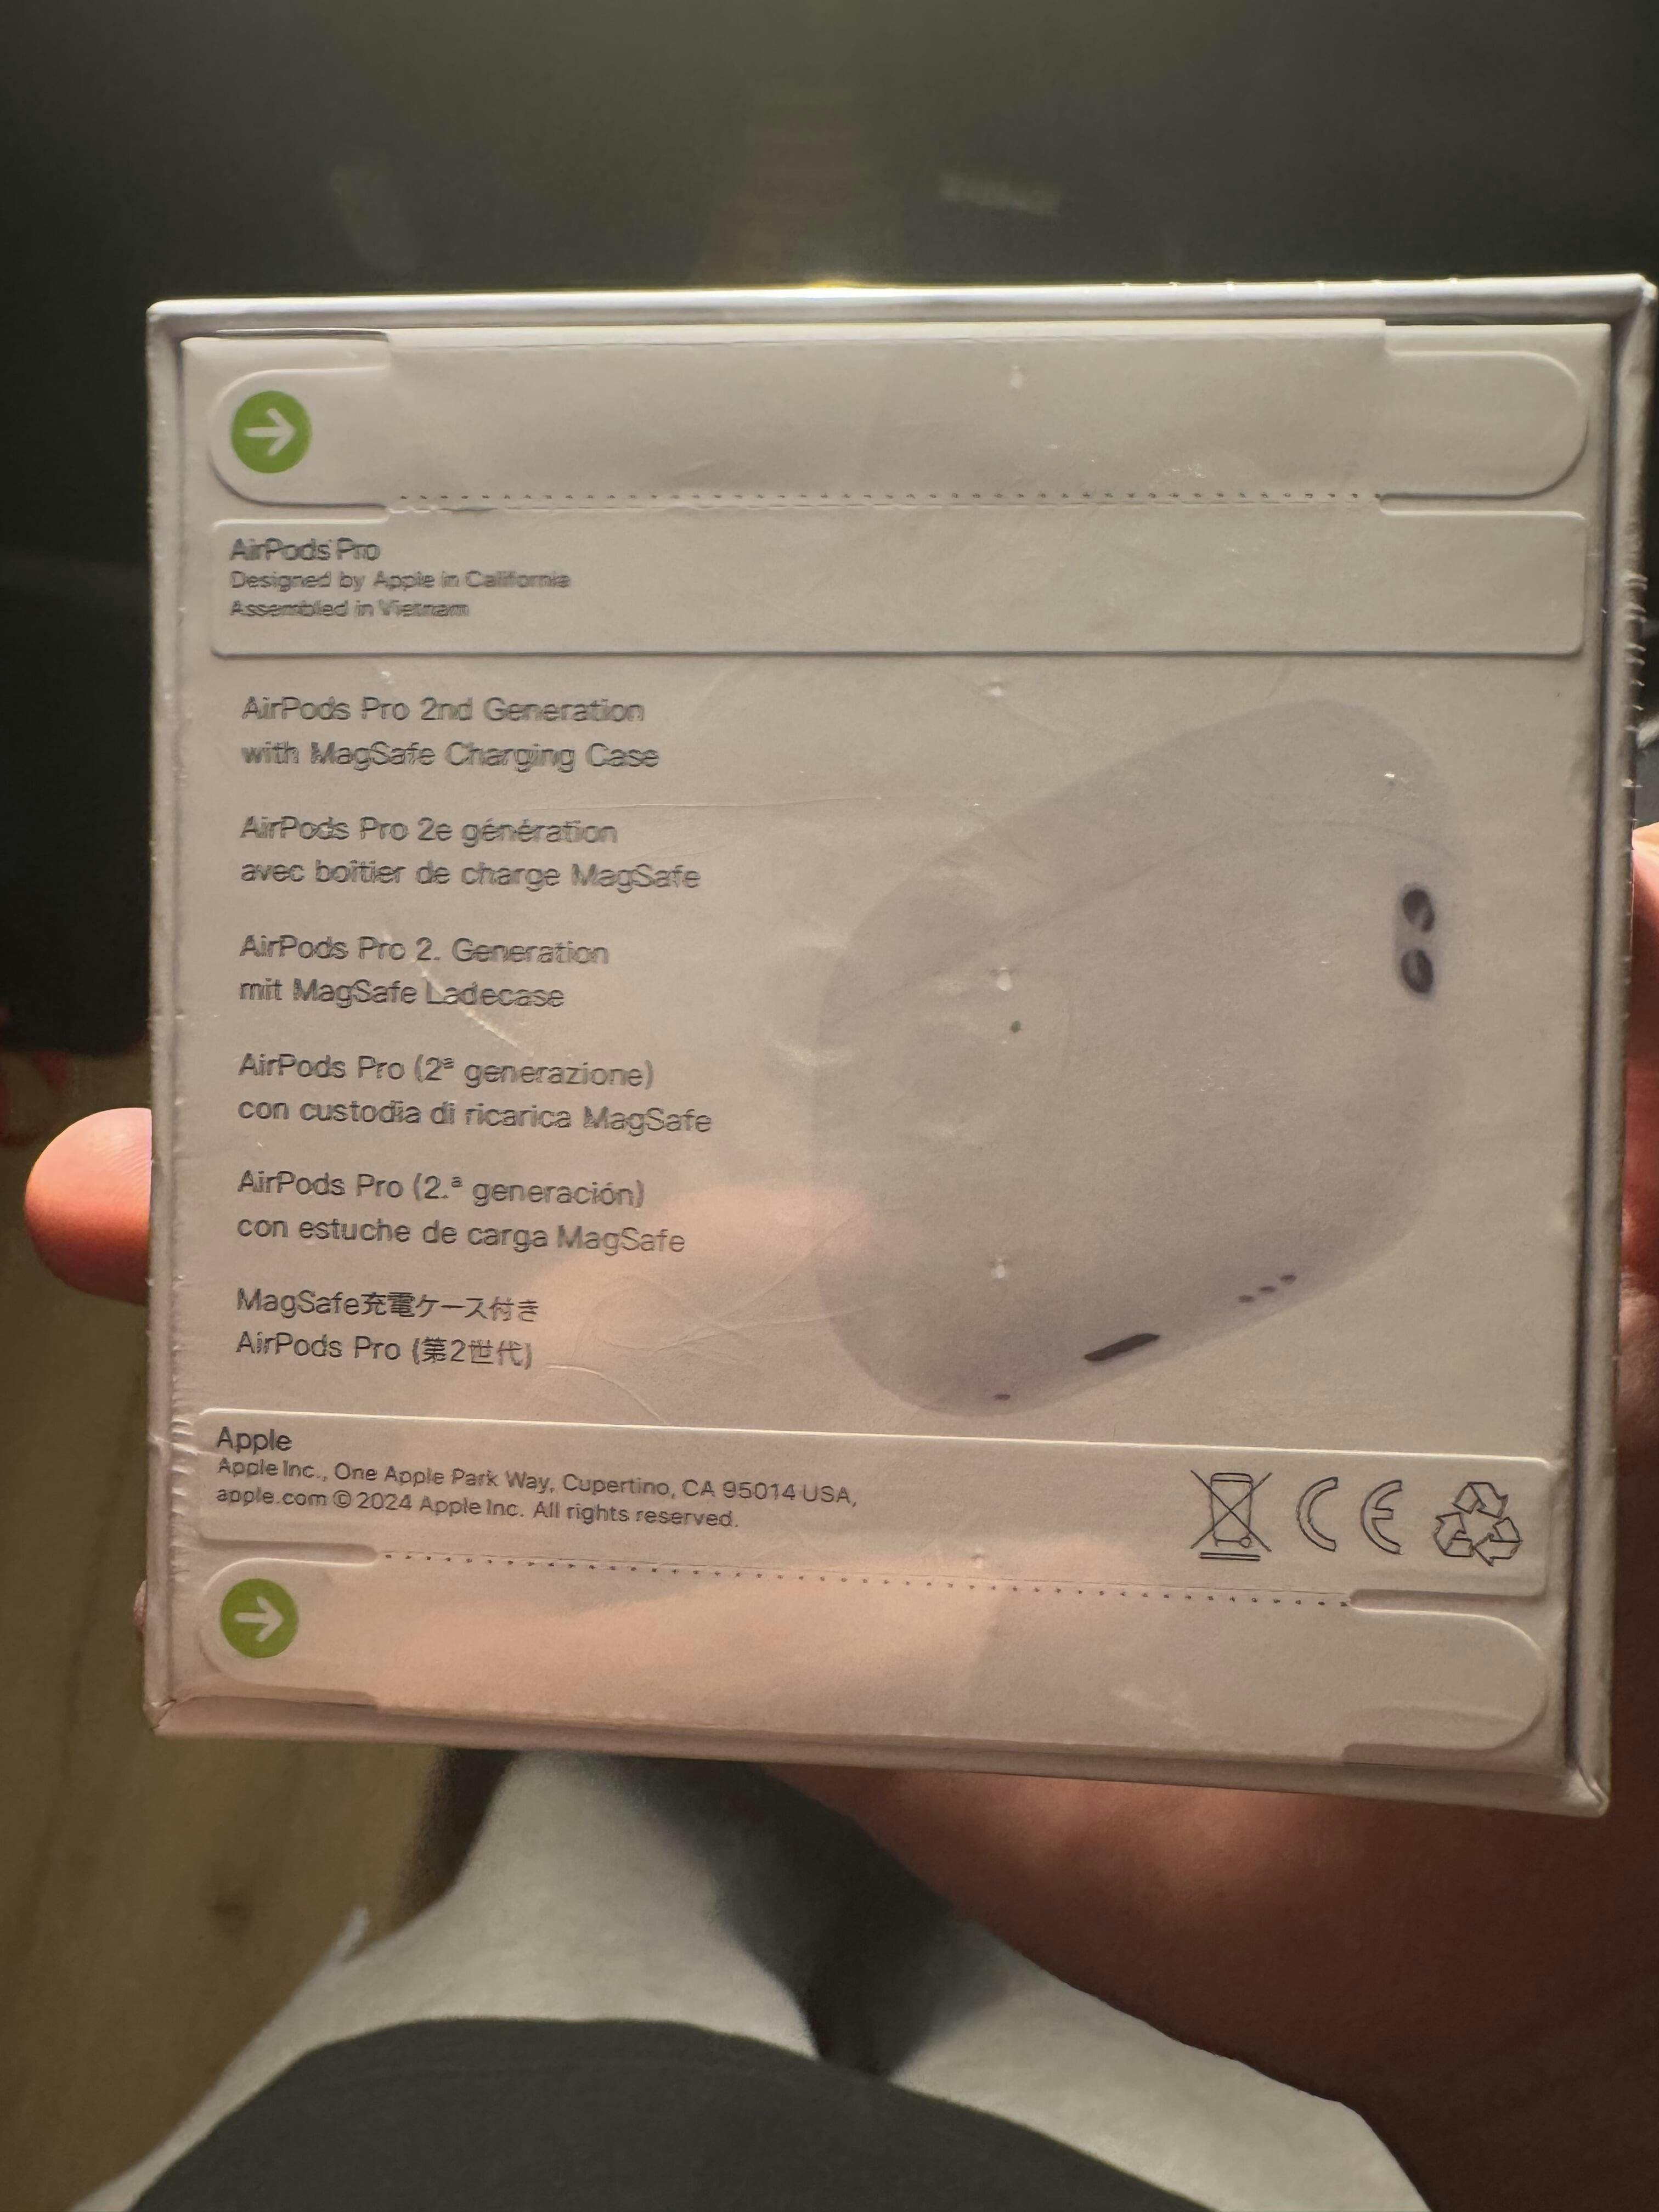 AirPods Pro
Designed by Apple in California
Assembled in Vietnam
AirPods Pro 2nd Generation
with MagSafe Charging Case
AirPods Pro 2e génération
avec boîtier de charge MagSafe
AirPods Pro 2. Generation
mit MagSafe Ladecase
AirPods Pro (2ª generazione)
con custodia di ricarica MagSafe
AirPods Pro (2.ª generación)
con estuche de carga MagSafe
MagSafe充電ケース付き
AirPods Pro (第2世代)
Apple
Apple Inc., One Apple Park Way, Cupertino, CA 95014 USA,
apple.com © 2024 Apple Inc. All rights reserved.
CE